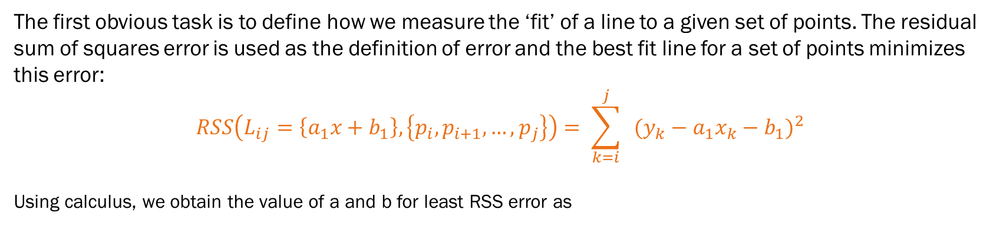 The first obvious task is to define how we measure the ‘fit’ of a line to a given set of points. The residual
sum of squares error is used as the definition of error and the best fit line for a set of points minimizes
this error:
RSS(L_{ij} = {a_1x + b_1}, {p_i, p_{i+1}, …, p_j}) = \sum_{k=i}^{j} (y_k − a_1x_k − b_1)^2
Using calculus, we obtain the value of a and b for least RSS error as